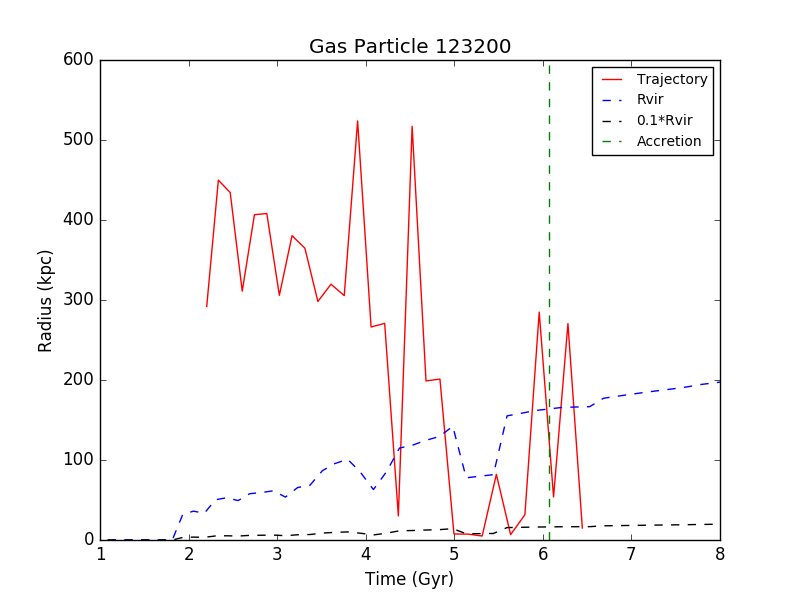 Gas Particle 123200
600
500
400
300
200
100
0
Radius (kpc)
Trajectory
Rvir
0.1*Rvir
Accretion
1 2 3 4 5 6 7 8
Time (Gyr)